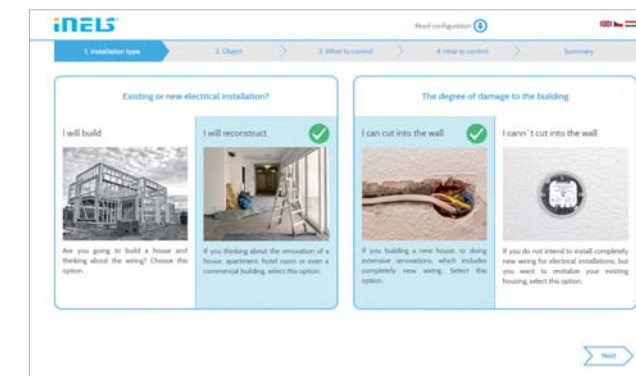 iNELS
Read configuration
1. Installation type
2. Object
3. What to control
4. How to control
Summary
Existing or new electrical installation?
The degree of damage to the building
I will build
I will reconstruct
I can cut into the wall
I cann`t cut into the wall
Are you going to build a house and
thinking about the wiring? Choose this
option.
If you thinking about the renovation of a
house, apartment, hotel room or even a
commercial building, select this option.
If you building a new house, or doing
extensive renovations, which includes
completely new wiring. Select this
option.
If you do not intend to install completely
new wiring for electrical installations, but
you want to revitalize your existing
housing, select this option.
Next